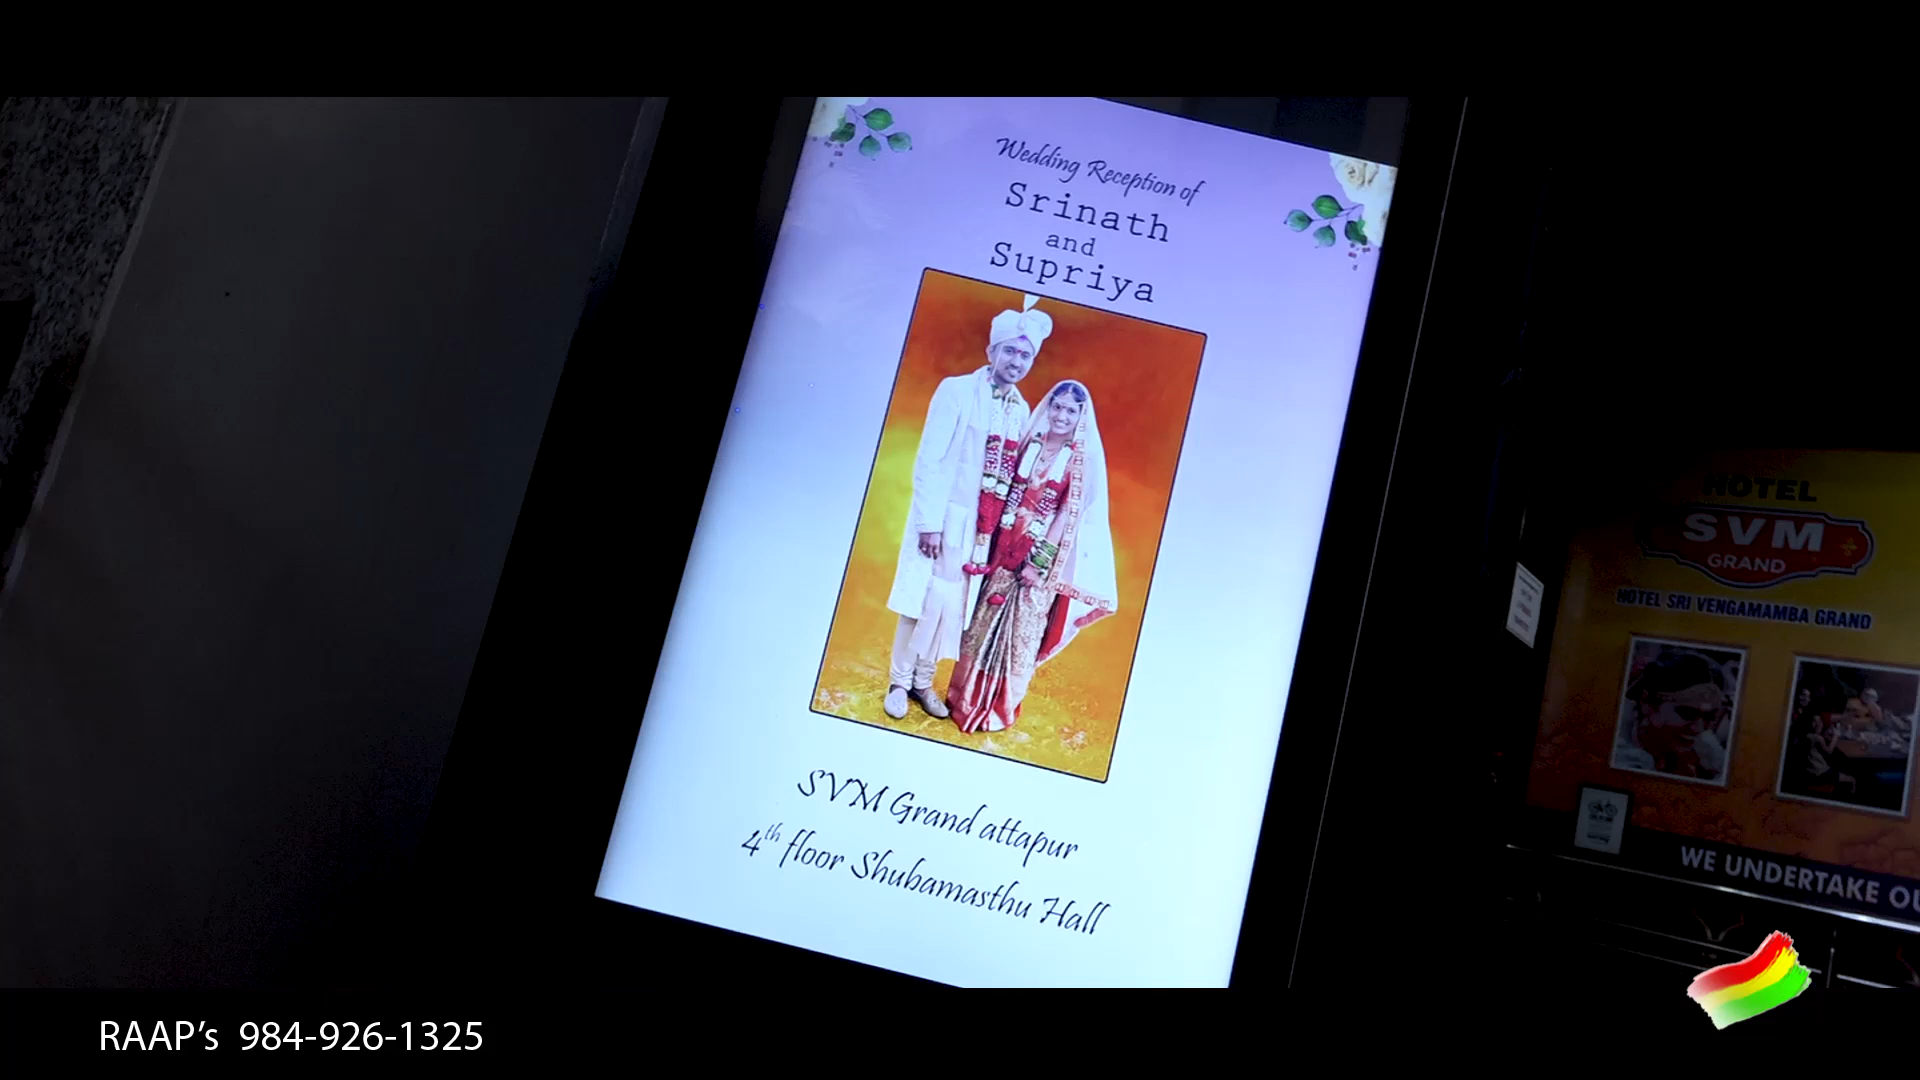 Wedding Reception of
Srinath
and
Supriya
SVM Grand attapur
4th floor Shubamasthu Hall
HOTEL
SVM
GRAND
HOTEL SRI VENGAMAMBA GRAND
WE UNDERTAKE
RAAP's 984-926-1325